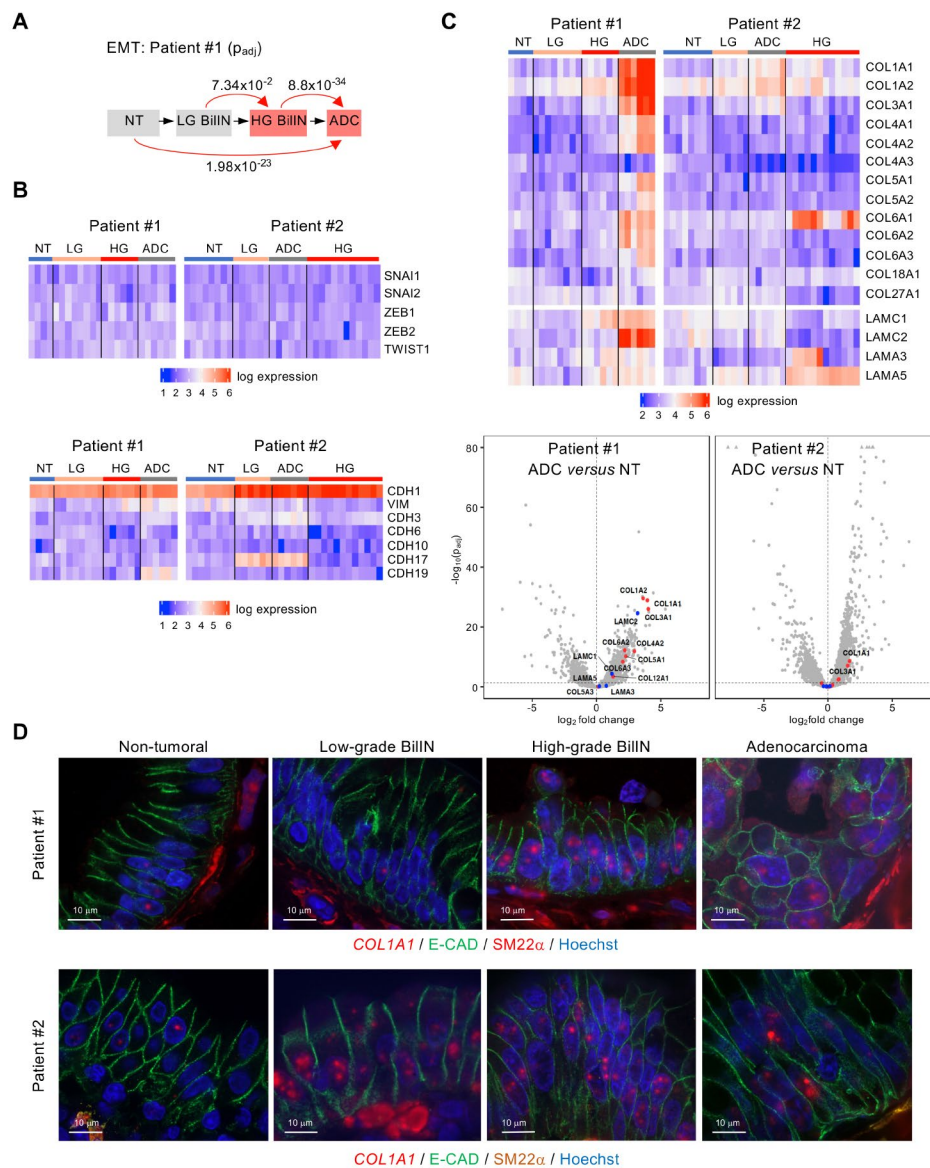 A
EMT: Patient #1 (padj)
7.34x10-2
8.8x10-34
NT
LG BilIN
HG BilIN
ADC
1.98x10-23
B
Patient #1
Patient #2
NT LG HG ADC
NT LG ADC HG
SNAI1
SNAI2
ZEB1
ZEB2
TWIST1
log expression
1 2 3 4 5 6
Patient #1
Patient #2
NT LG HG ADC
NT LG ADC HG
CDH1
VIM
CDH3
CDH6
CDH10
CDH17
CDH19
log expression
1 2 3 4 5 6
C
Patient #1
Patient #2
NT LG HG ADC
NT LG ADC HG
COL1A1
COL1A2
COL3A1
COL4A1
COL4A2
COL4A3
COL5A1
COL5A2
COL6A1
COL6A2
COL6A3
COL18A1
COL27A1
LAMC1
LAMC2
LAMA3
LAMA5
log expression
2 3 4 5 6
Patient #1
ADC versus NT
Patient #2
ADC versus NT
-log10(padj)
80
60
40
20
0
COL1A2
COL1A1
COL3A1
LAMC2
COL6A2
COL4A2
LAMC1
COL5A1
COL6A3
LAMA5
COL12A1
COL5A3
LAMA3
COL1A1
COL3A1
-5 0 5
-5 0 5
log2 fold change
log2 fold change
D
Non-tumoral
Low-grade BilIN
High-grade BilIN
Adenocarcinoma
Patient #1
10 µm
10 µm
10 µm
10 µm
COL1A1 / E-CAD / SM22α / Hoechst
Patient #2
10 µm
10 µm
10 µm
10 µm
COL1A1 / E-CAD / SM22α / Hoechst